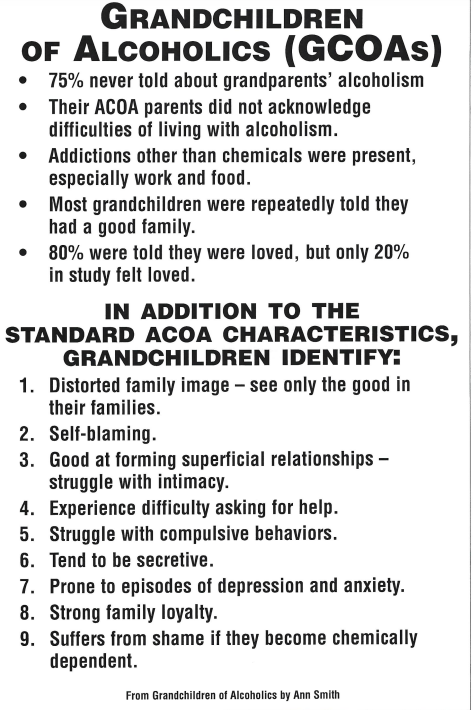 GRANDCHILDREN
OF ALCOHOLICS (GCOAS)
• 75% never told about grandparents' alcoholism
• Their ACOA parents did not acknowledge
difficulties of living with alcoholism.
• Addictions other than chemicals were present,
especially work and food.
• Most grandchildren were repeatedly told they
had a good family.
• 80% were told they were loved, but only 20%
in study felt loved.
IN ADDITION TO THE
STANDARD ACOA CHARACTERISTICS,
GRANDCHILDREN IDENTIFY:
1. Distorted family image – see only the good in
their families.
2. Self-blaming.
3. Good at forming superficial relationships –
struggle with intimacy.
4. Experience difficulty asking for help.
5. Struggle with compulsive behaviors.
6. Tend to be secretive.
7. Prone to episodes of depression and anxiety.
8. Strong family loyalty.
9. Suffers from shame if they become chemically
dependent.
From Grandchildren of Alcoholics by Ann Smith